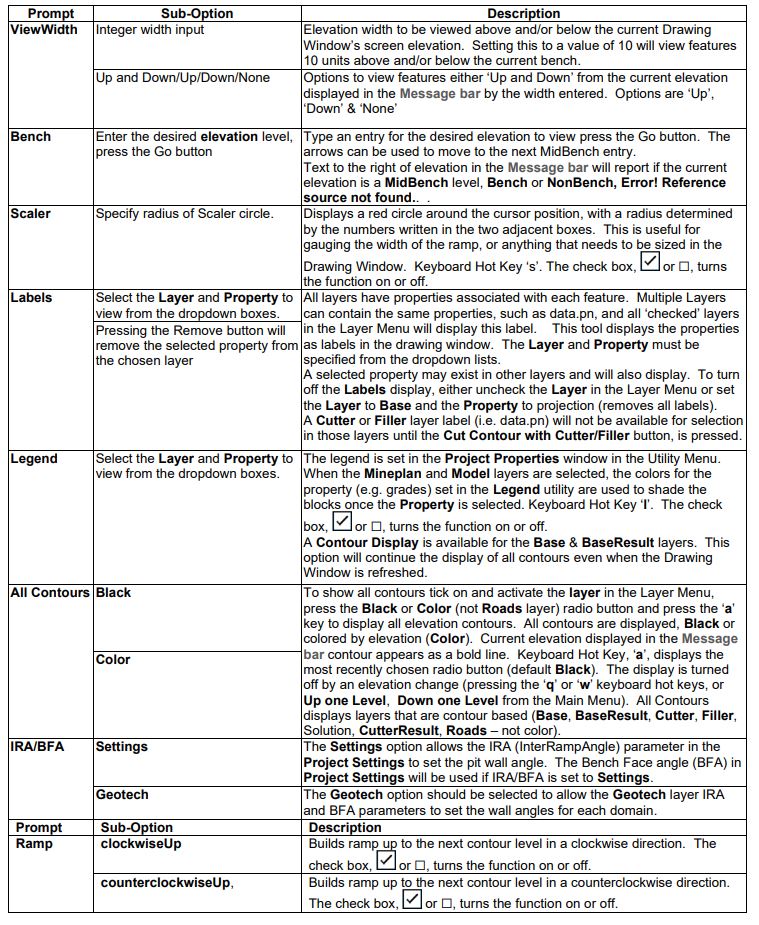 Prompt Sub-Option Description
ViewWidth Integer width input Elevation width to be viewed above and/or below the current Drawing
Window's screen elevation. Setting this to a value of 10 will view features
10 units above and/or below the current bench.
Up and Down/Up/Down/None Options to view features either 'Up and Down' from the current elevation
displayed in the Message bar by the width entered. Options are 'Up',
'Down' & 'None'
Bench Enter the desired elevation level, Type an entry for the desired elevation to view press the Go button. The
press the Go button arrows can be used to move to the next MidBench entry.
Text to the right of elevation in the Message bar will report if the current
elevation is a MidBench level, Bench or NonBench, Error! Reference
source not found.. .
Scaler Specify radius of Scaler circle. Displays a red circle around the cursor position, with a radius determined
by the numbers written in the two adjacent boxes. This is useful for
gauging the width of the ramp, or anything that needs to be sized in the
Drawing Window. Keyboard Hot Key 's'. The check box, ☑ or ☐, turns
the function on or off.
Labels Select the Layer and Property to All layers have properties associated with each feature. Multiple Layers
view from the dropdown boxes. can contain the same properties, such as data.pn, and all 'checked' layers
Pressing the Remove button will in the Layer Menu will display this label. This tool displays the properties
remove the selected property from as labels in the drawing window. The Layer and Property must be
the chosen layer specified from the dropdown lists.
A selected property may exist in other layers and will also display. To turn
off the Labels display, either uncheck the Layer in the Layer Menu or set
the Layer to Base and the Property to projection (removes all labels).
A Cutter or Filler layer label (i.e. data.pn) will not be available for selection
in those layers until the Cut Contour with Cutter/Filler button, is pressed.
Legend Select the Layer and Property to The legend is set in the Project Properties window in the Utility Menu.
view from the dropdown boxes. When the Mineplan and Model layers are selected, the colors for the
property (e.g. grades) set in the Legend utility are used to shade the
blocks once the Property is selected. Keyboard Hot Key 'l'. The check
box, ☑ or ☐, turns the function on or off.
A Contour Display is available for the Base & BaseResult layers. This
option will continue the display of all contours even when the Drawing
Window is refreshed.
All Contours Black To show all contours tick on and activate the layer in the Layer Menu,
press the Black or Color (not Roads layer) radio button and press the 'a'
key to display all elevation contours. All contours are displayed, Black or
colored by elevation (Color). Current elevation displayed in the Message
Color bar contour appears as a bold line. Keyboard Hot Key, 'a', displays the
most recently chosen radio button (default Black). The display is turned
off by an elevation change (pressing the 'q' or 'w' keyboard hot keys, or
Up one Level, Down one Level from the Main Menu). All Contours
displays layers that are contour based (Base, BaseResult, Cutter, Filler,
Solution, CutterResult, Roads – not color).
IRA/BFA Settings The Settings option allows the IRA (InterRampAngle) parameter in the
Project Settings to set the pit wall angle. The Bench Face angle (BFA) in
Project Settings will be used if IRA/BFA is set to Settings.
Geotech The Geotech option should be selected to allow the Geotech layer IRA
and BFA parameters to set the wall angles for each domain.
Prompt Sub-Option Description
Ramp clockwiseUp Builds ramp up to the next contour level in a clockwise direction. The
check box, ☑ or ☐, turns the function on or off.
counterclockwiseUp, Builds ramp up to the next contour level in a counterclockwise direction.
The check box, ☑ or ☐, turns the function on or off.